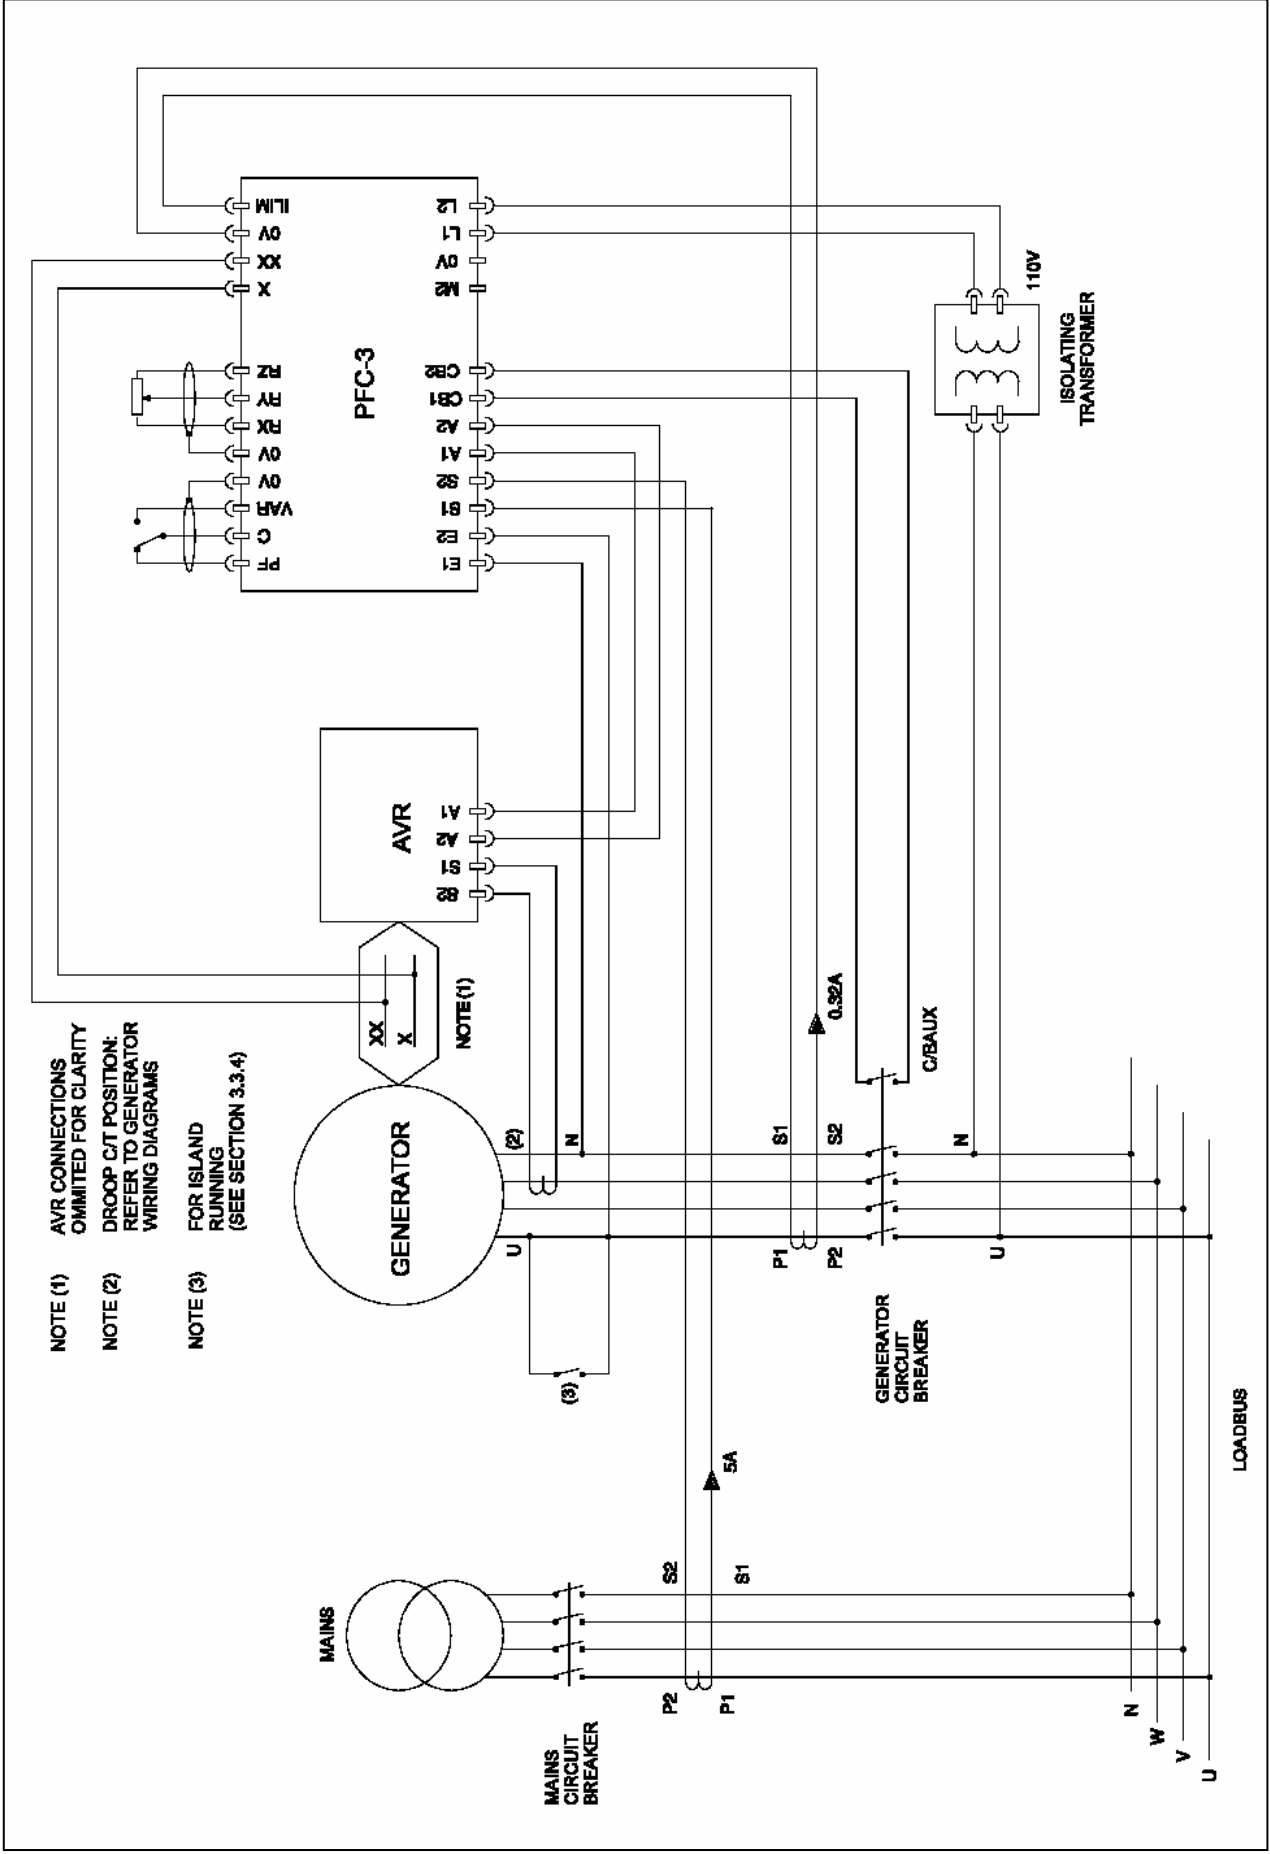 NOTE (1)
AVR CONNECTIONS
OMMITED FOR CLARITY
NOTE (2)
DROOP C/T POSITION:
REFER TO GENERATOR
WIRING DIAGRAMS
NOTE (3)
FOR ISLAND
RUNNING
(SEE SECTION 3.3.4)
PF
C
VAR
0V
0V
RX
RY
RZ
X
XX
0V
ILIM
PFC-3
E1
E2
S1
S2
A1
A2
CB1
CB2
M2
0V
L1
L2
AVR
S2
S1
A2
A1
XX
X
NOTE (1)
GENERATOR
(2)
N
U
(3)
MAINS
MAINS
CIRCUIT
BREAKER
S2
S1
P2
P1
5A
S1
S2
P1
P2
0.32A
GENERATOR
CIRCUIT
BREAKER
C/BAUX
N
U
110V
ISOLATING
TRANSFORMER
N
W
V
U
LOADBUS